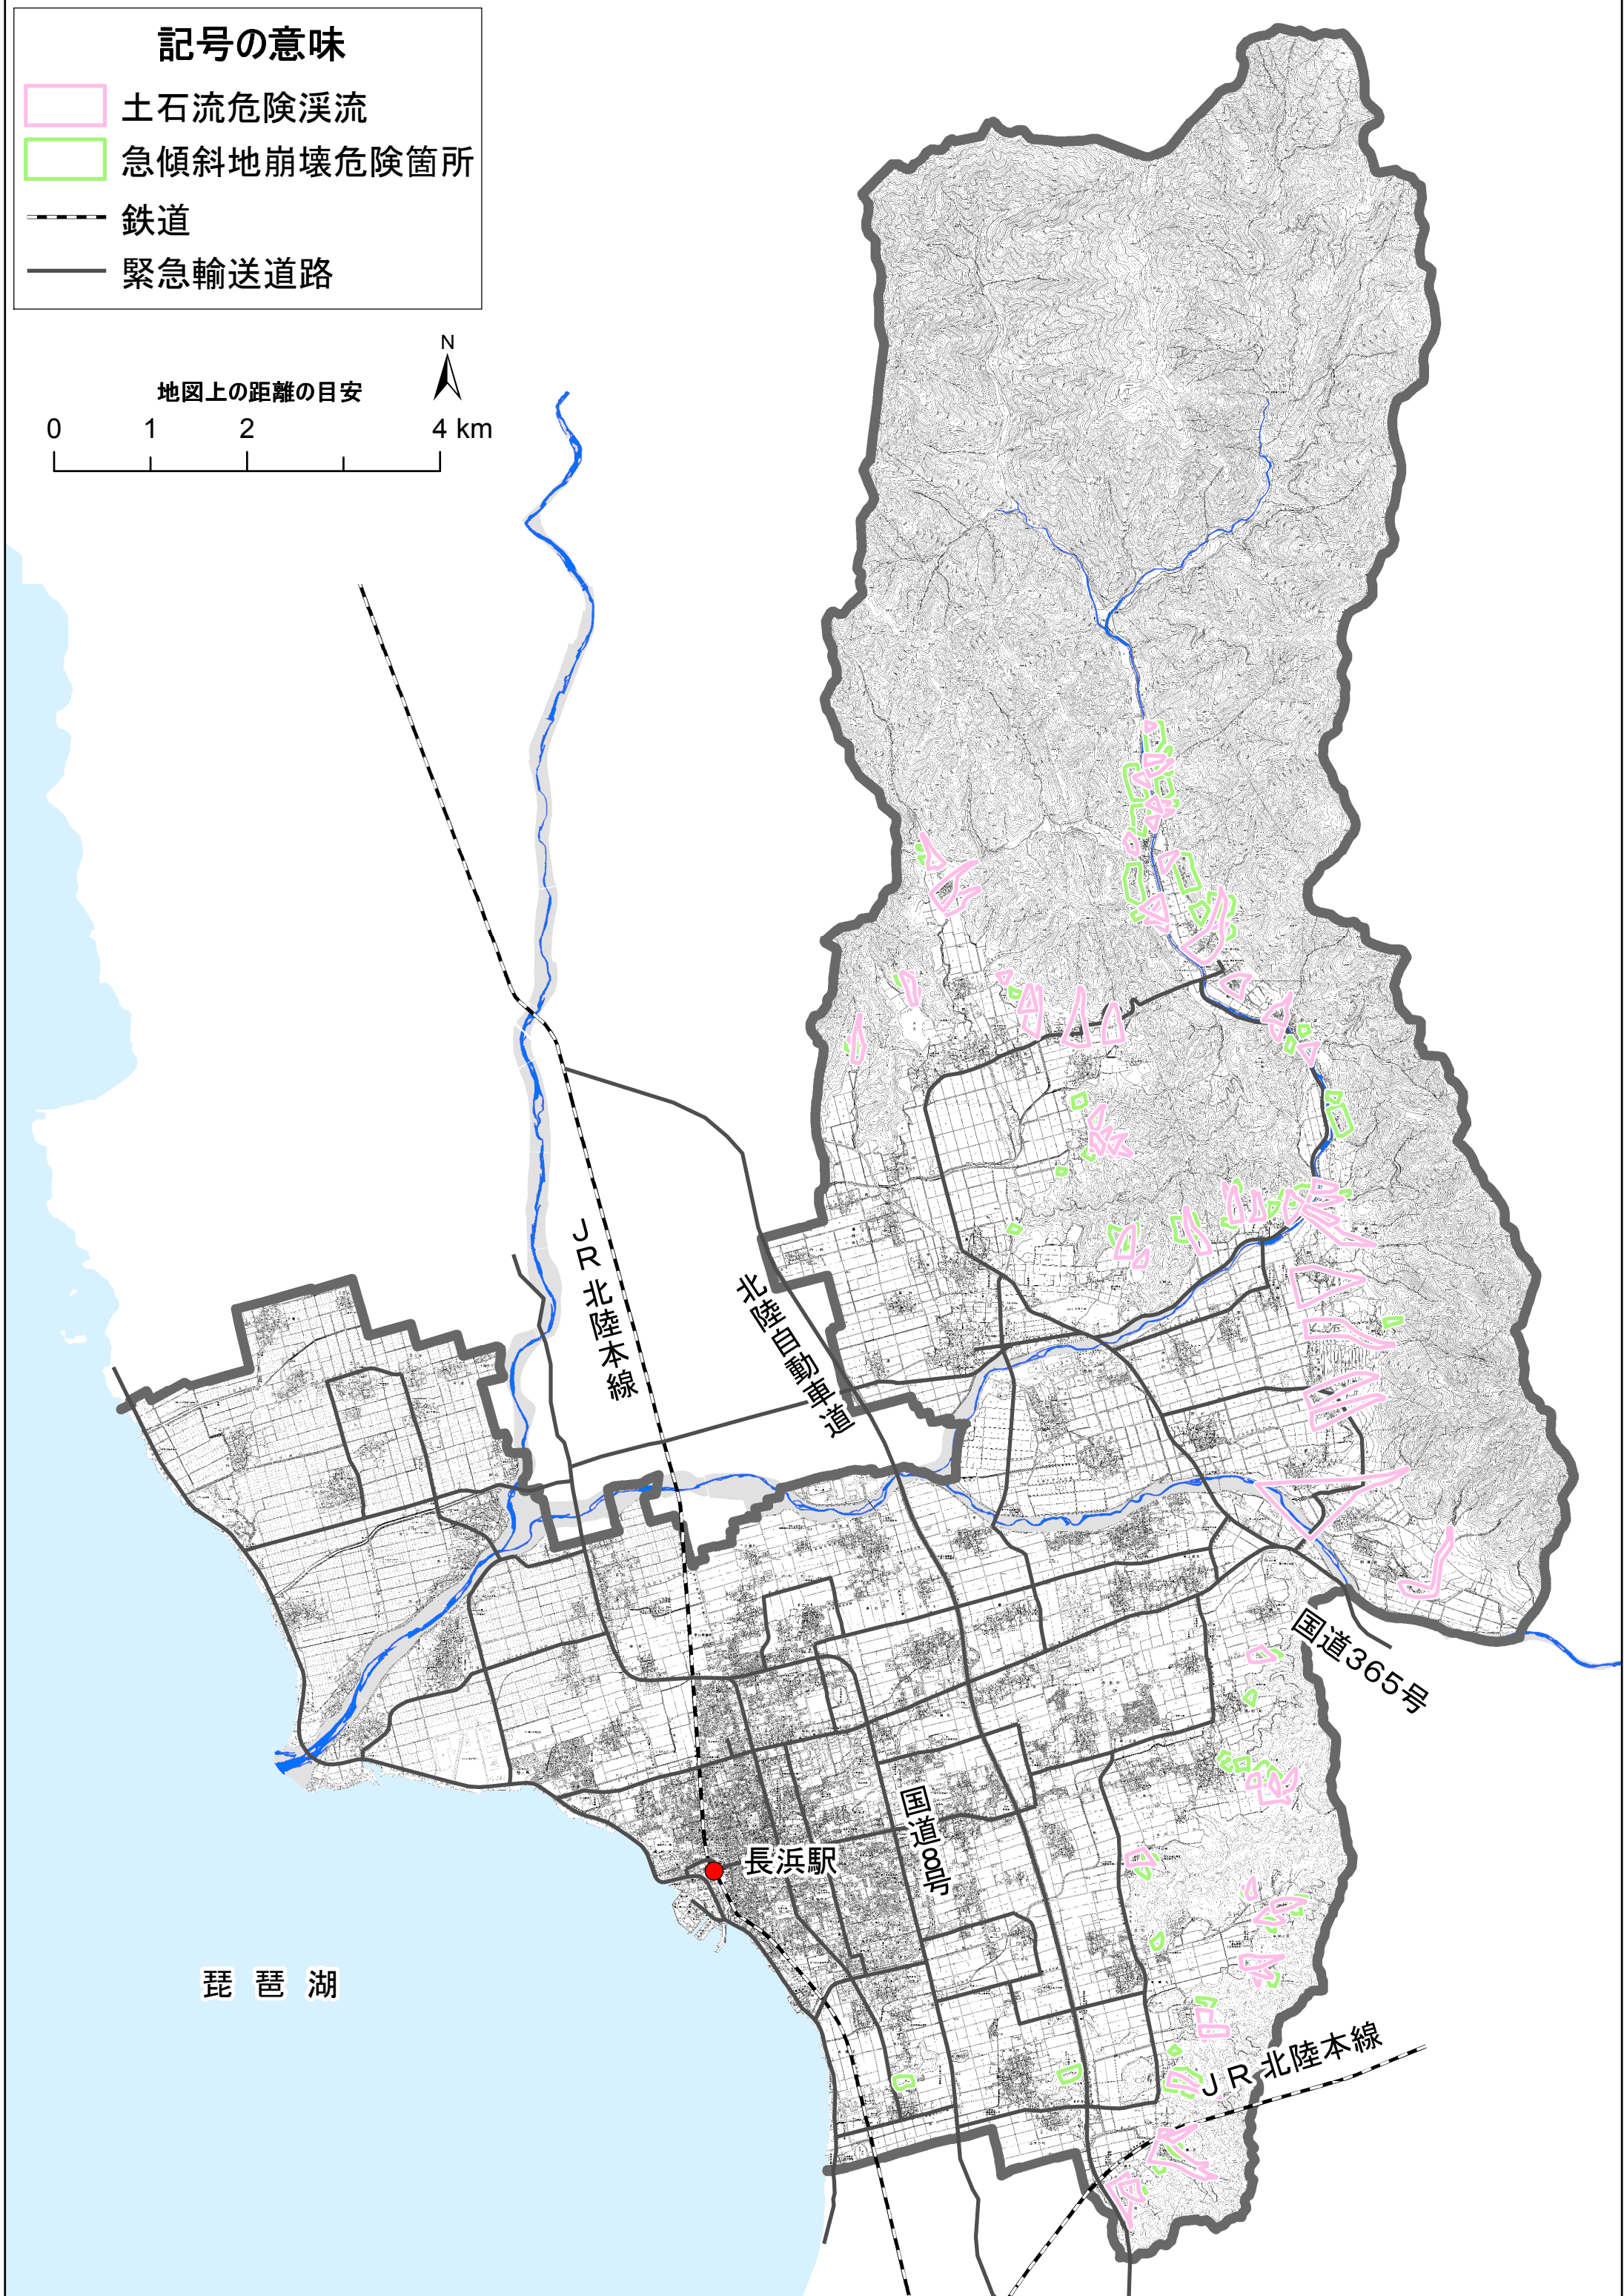 記号の意味
土石流危険渓流
急傾斜地崩壊危険箇所
鉄道
緊急輸送道路
N
地図上の距離の目安
0 1 2 4 km
JR北陸本線
北陸自動車道
国道365号
国道8号
長浜駅
琵琶湖
JR北陸本線